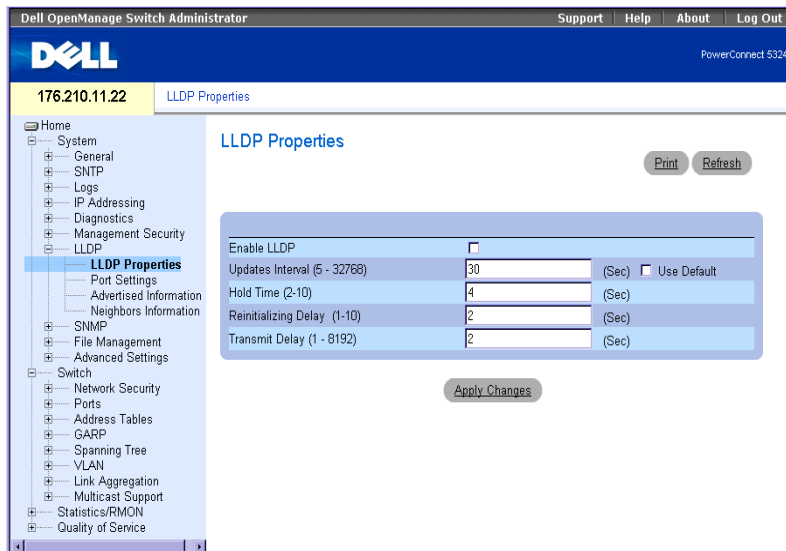 Dell OpenManage Switch Administrator
Support Help About Log Out
DELL
PowerConnect 5324
176.210.11.22
LLDP Properties
Home
System
General
SNTP
Logs
IP Addressing
Diagnostics
Management Security
LLDP
LLDP Properties
Port Settings
Advertised Information
Neighbors Information
SNMP
File Management
Advanced Settings
Switch
Network Security
Ports
Address Tables
GARP
Spanning Tree
VLAN
Link Aggregation
Multicast Support
Statistics/RMON
Quality of Service
LLDP Properties
Print Refresh
Enable LLDP
Updates Interval (5 - 32768) 30 (Sec) Use Default
Hold Time (2-10) 4 (Sec)
Reinitializing Delay (1-10) 2 (Sec)
Transmit Delay (1 - 8192) 2 (Sec)
Apply Changes